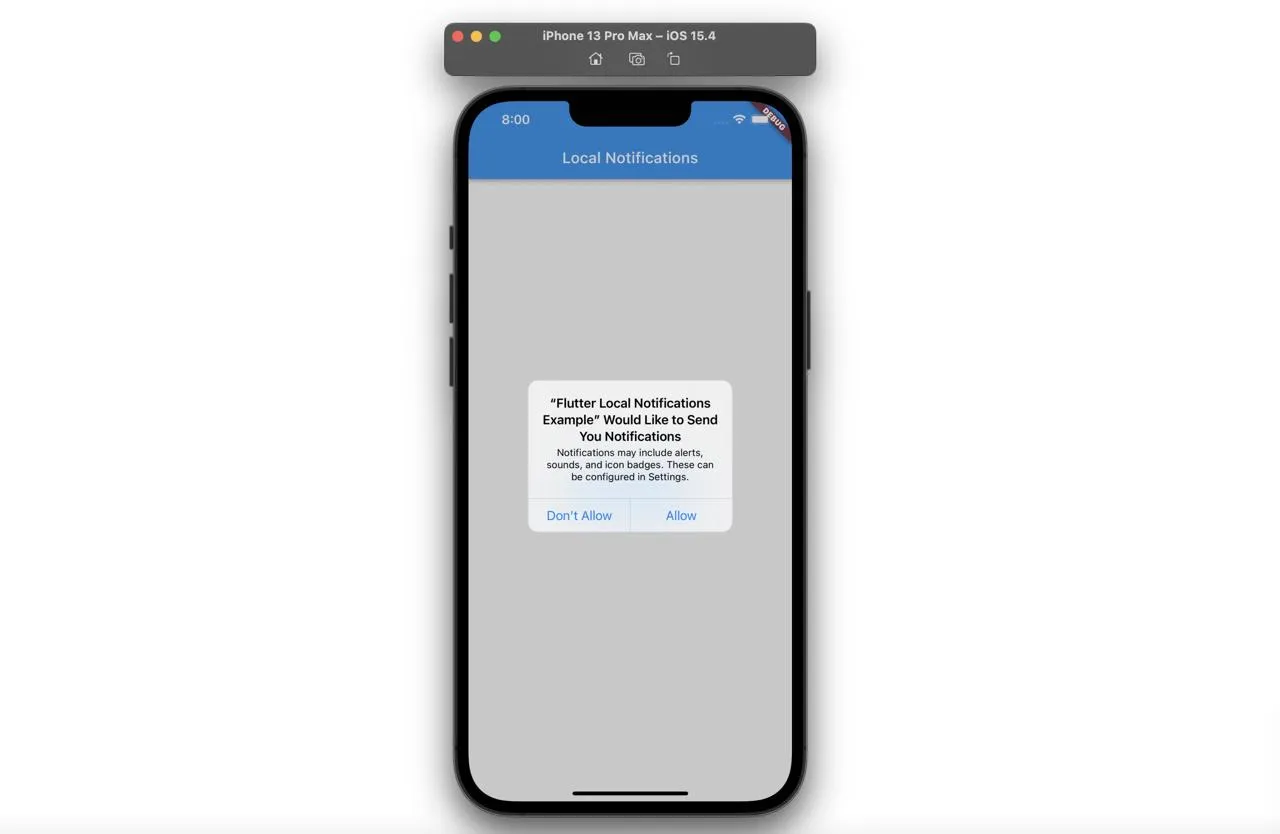 iPhone 13 Pro Max – iOS 15.4
8:00
DEBUG
Local Notifications
“Flutter Local Notifications
Example” Would Like to Send
You Notifications
Notifications may include alerts,
sounds, and icon badges. These can
be configured in Settings.
Don’t Allow
Allow